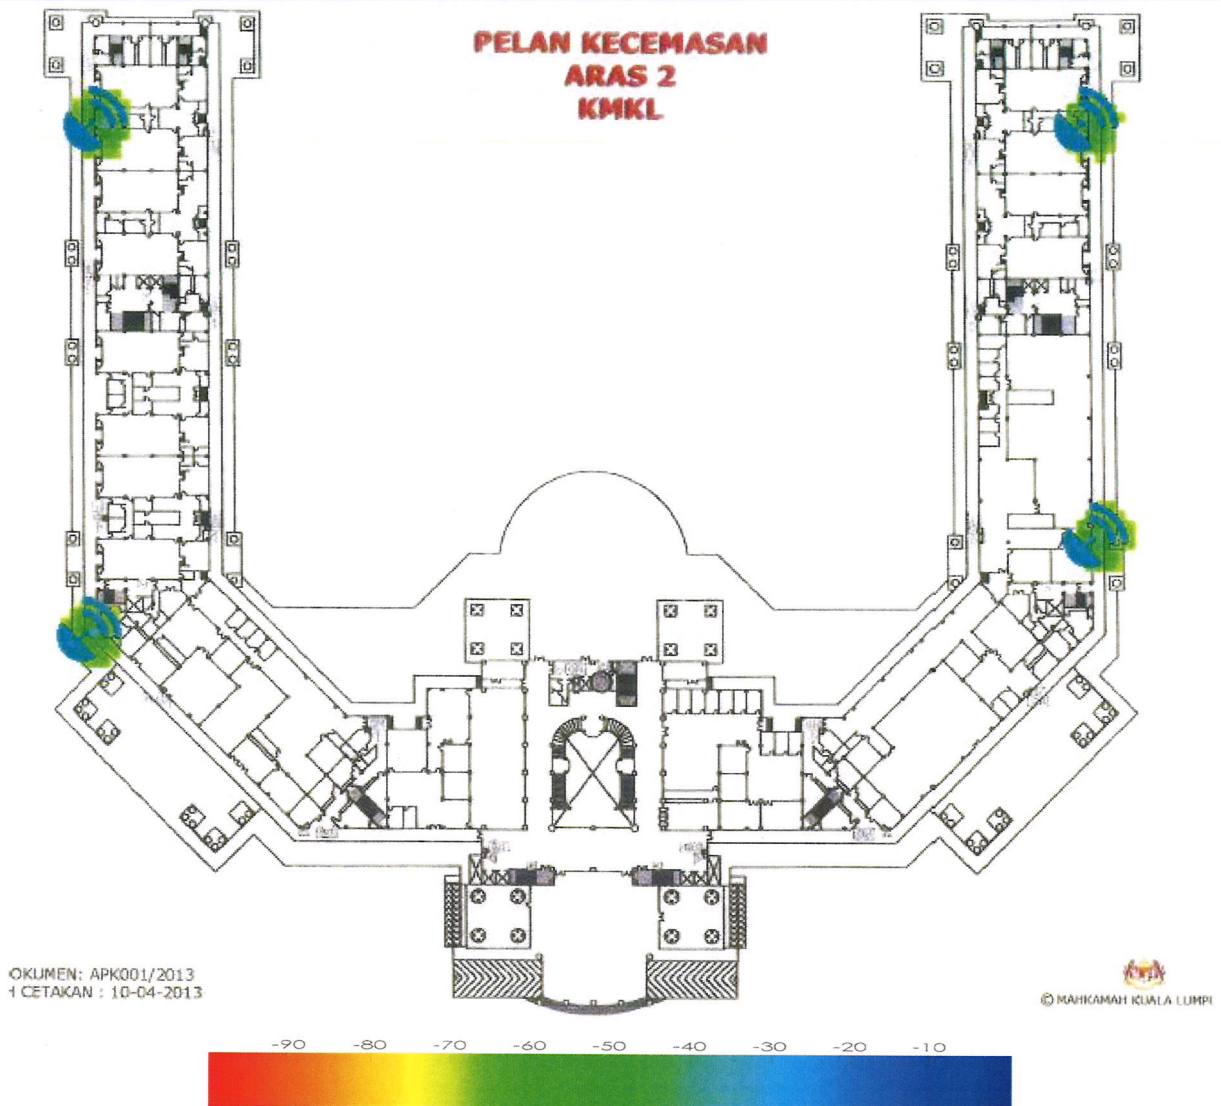 PELAN KECEMASAN
ARAS 2
KMKL
OKUMEN: APK001/2013
CETAKAN : 10-04-2013
© MAHKAMAH KUALA LUMPI
-90 -80 -70 -60 -50 -40 -30 -20 -10